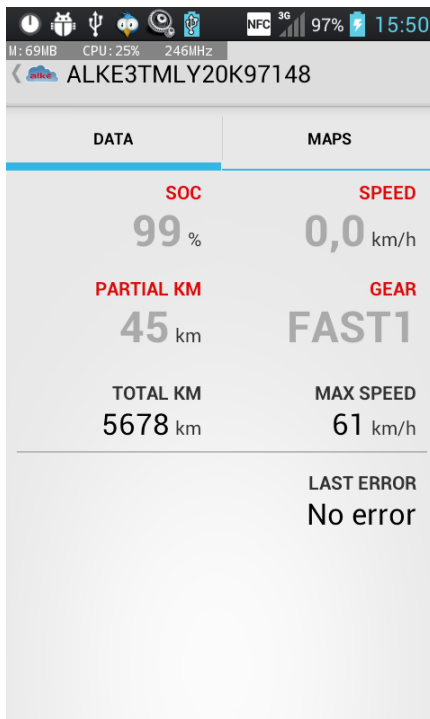 NFC 3G 97% 15:50
M:69MB CPU:25% 246MHz
alkè ALKE3TMLY20K97148
DATA MAPS
SOC SPEED
99 % 0,0 km/h
PARTIAL KM GEAR
45 km FAST1
TOTAL KM MAX SPEED
5678 km 61 km/h
LAST ERROR
No error